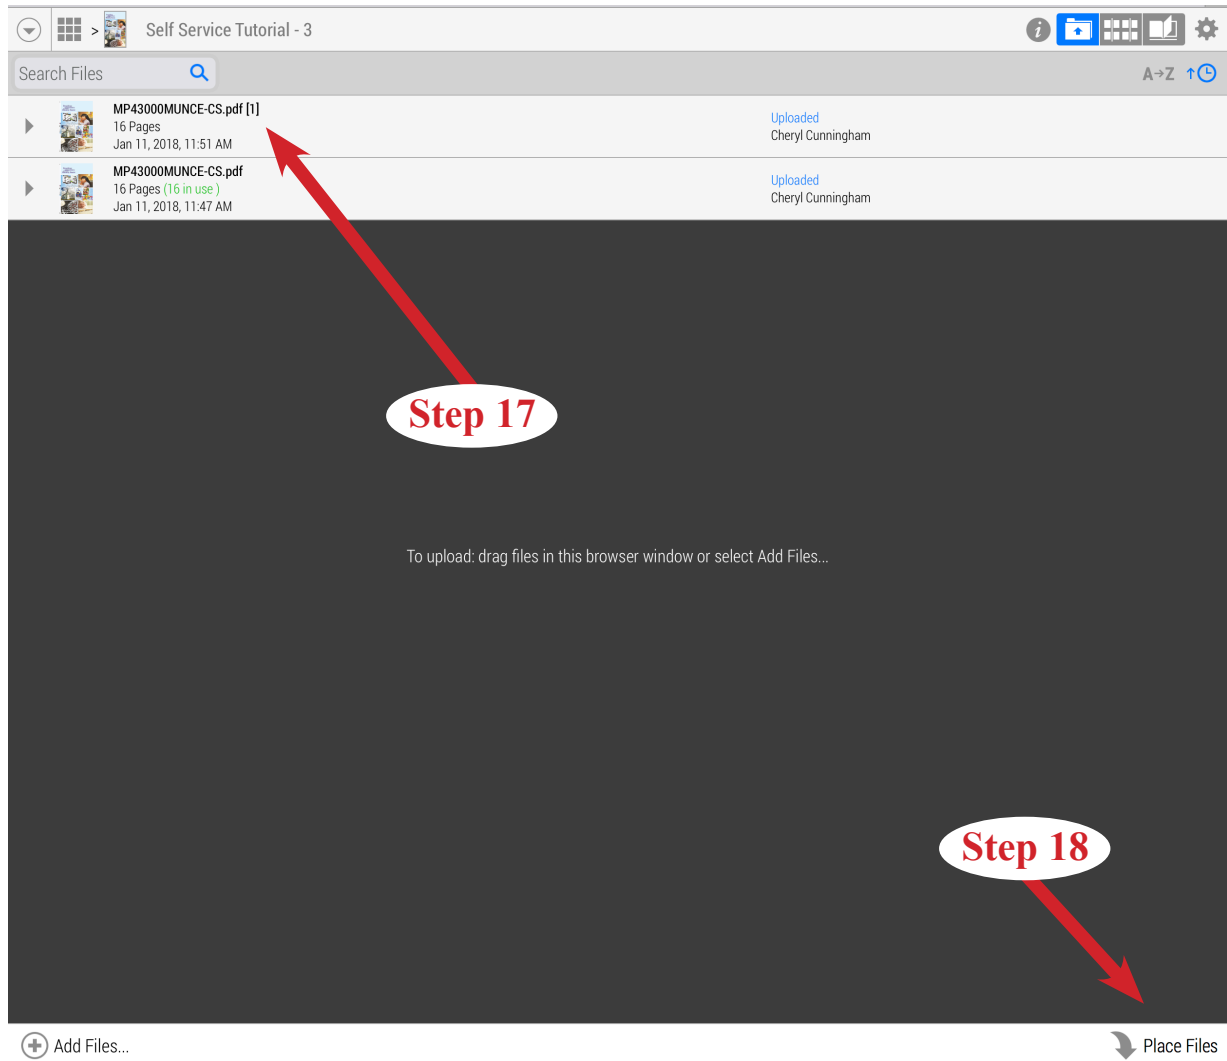 > Self Service Tutorial - 3
i
Search Files
A→Z ↑
MP43000MUNCE-CS.pdf [1]
16 Pages
Jan 11, 2018, 11:51 AM
Uploaded
Cheryl Cunningham
MP43000MUNCE-CS.pdf
16 Pages (16 in use )
Jan 11, 2018, 11:47 AM
Uploaded
Cheryl Cunningham
Step 17
To upload: drag files in this browser window or select Add Files...
Step 18
Add Files...
Place Files